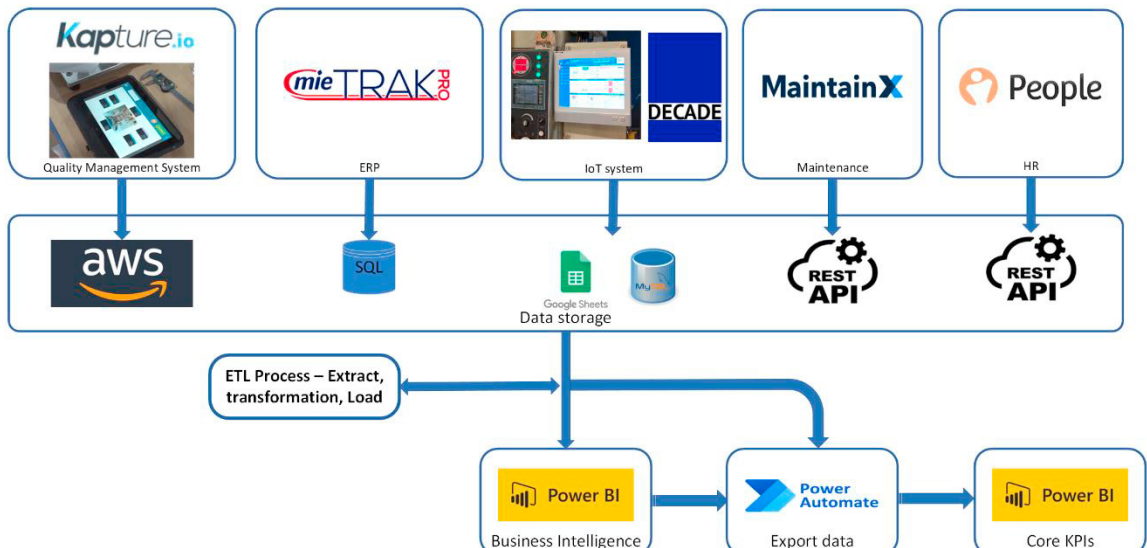 Kapture.io
Quality Management System
mie TRAK PRO
ERP
DECADE
IoT system
MaintainX
Maintenance
People
HR
aws
SQL
Google Sheets
REST
API
REST
API
Data storage
ETL Process – Extract,
transformation, Load
Power BI
Business Intelligence
Power
Automate
Export data
Power BI
Core KPIs